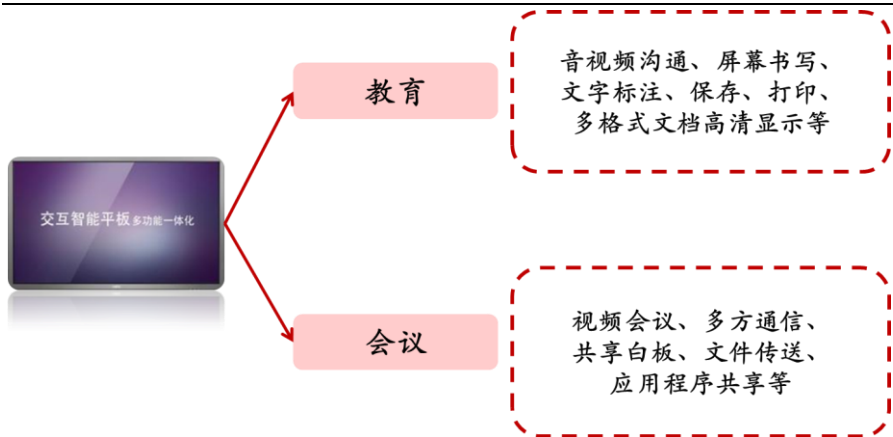 交互智能平板 多功能一体化
教育
音视频沟通、屏幕书写、
文字标注、保存、打印、
多格式文档高清显示等
会议
视频会议、多方通信、
共享白板、文件传送、
应用程序共享等